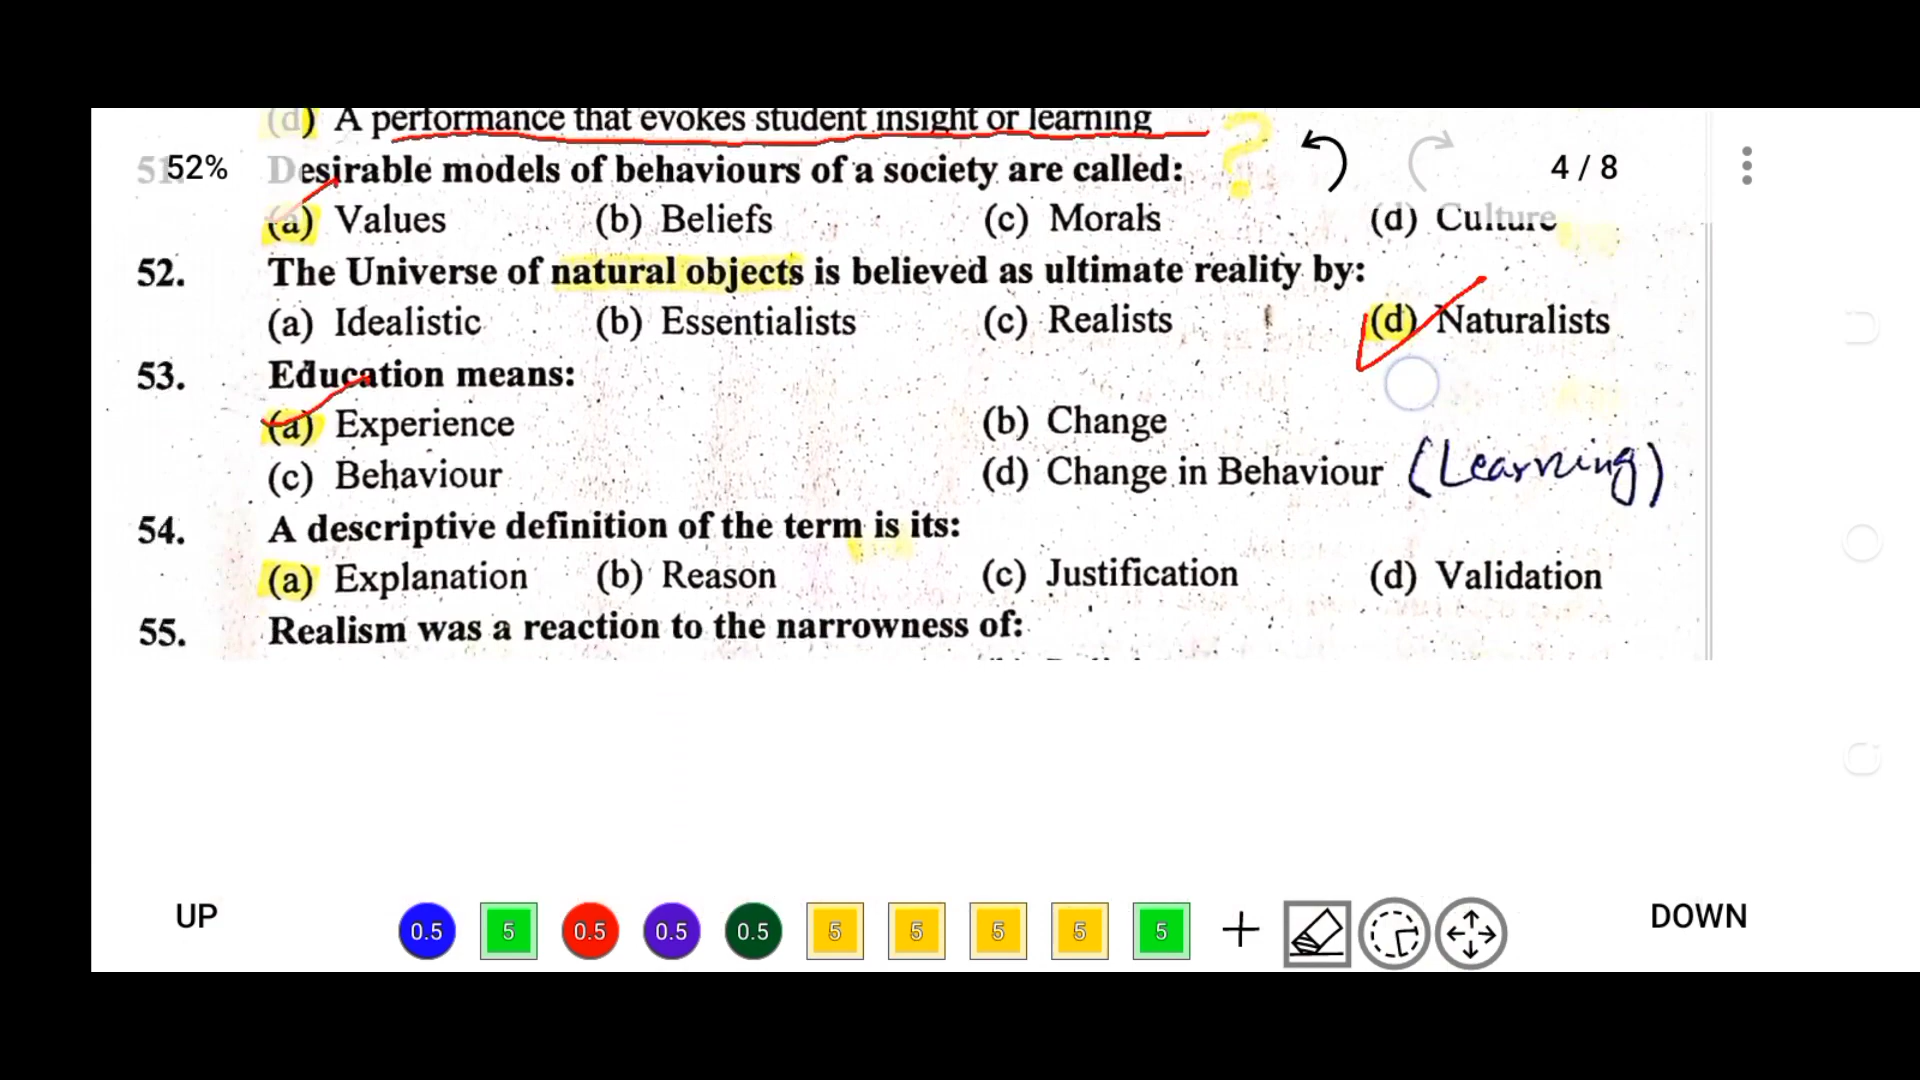 (d) A performance that evokes student insight or learning
51. 52% Desirable models of behaviours of a society are called: ? 4 / 8
(a) Values (b) Beliefs (c) Morals (d) Culture
52. The Universe of natural objects is believed as ultimate reality by:
(a) Idealistic (b) Essentialists (c) Realists (d) Naturalists
53. Education means:
(a) Experience (b) Change
(c) Behaviour (d) Change in Behaviour (Learning)
54. A descriptive definition of the term is its:
(a) Explanation (b) Reason (c) Justification (d) Validation
55. Realism was a reaction to the narrowness of:
UP 0.5 5 0.5 0.5 0.5 5 5 5 5 5 DOWN